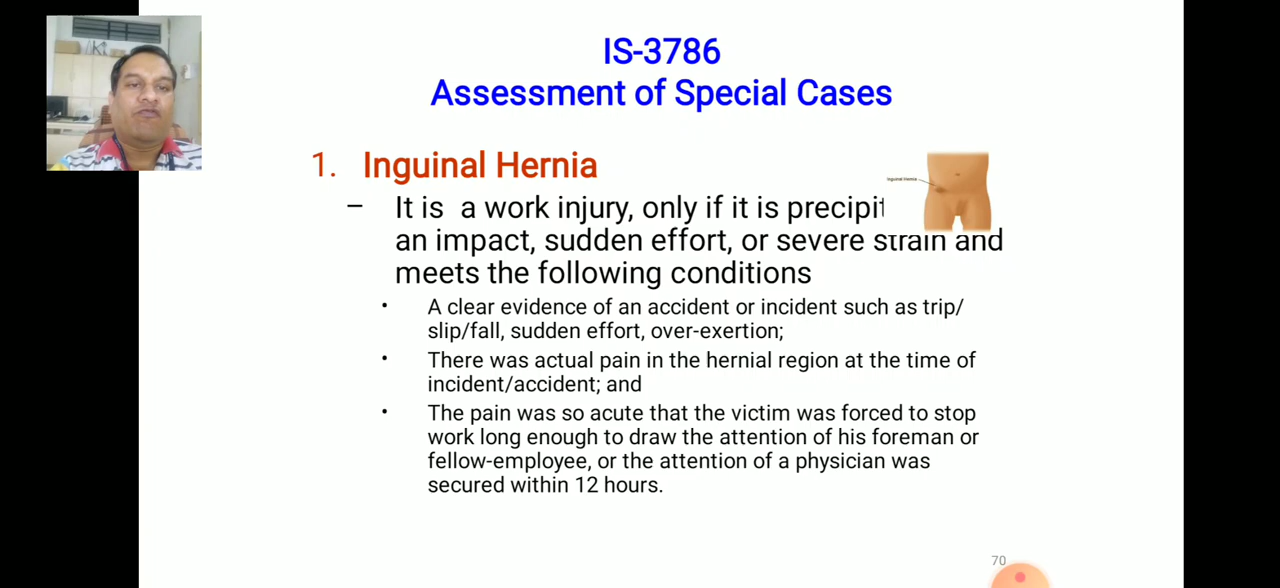 IS-3786
Assessment of Special Cases
1. Inguinal Hernia
Inguinal Hernia
– It is a work injury, only if it is
an impact, sudden effort, or severe strain and
meets the following conditions
• A clear evidence of an accident or incident such as trip/
slip/fall, sudden effort, over-exertion;
• There was actual pain in the hernial region at the time of
incident/accident; and
• The pain was so acute that the victim was forced to stop
work long enough to draw the attention of his foreman or
fellow-employee, or the attention of a physician was
secured within 12 hours.
70